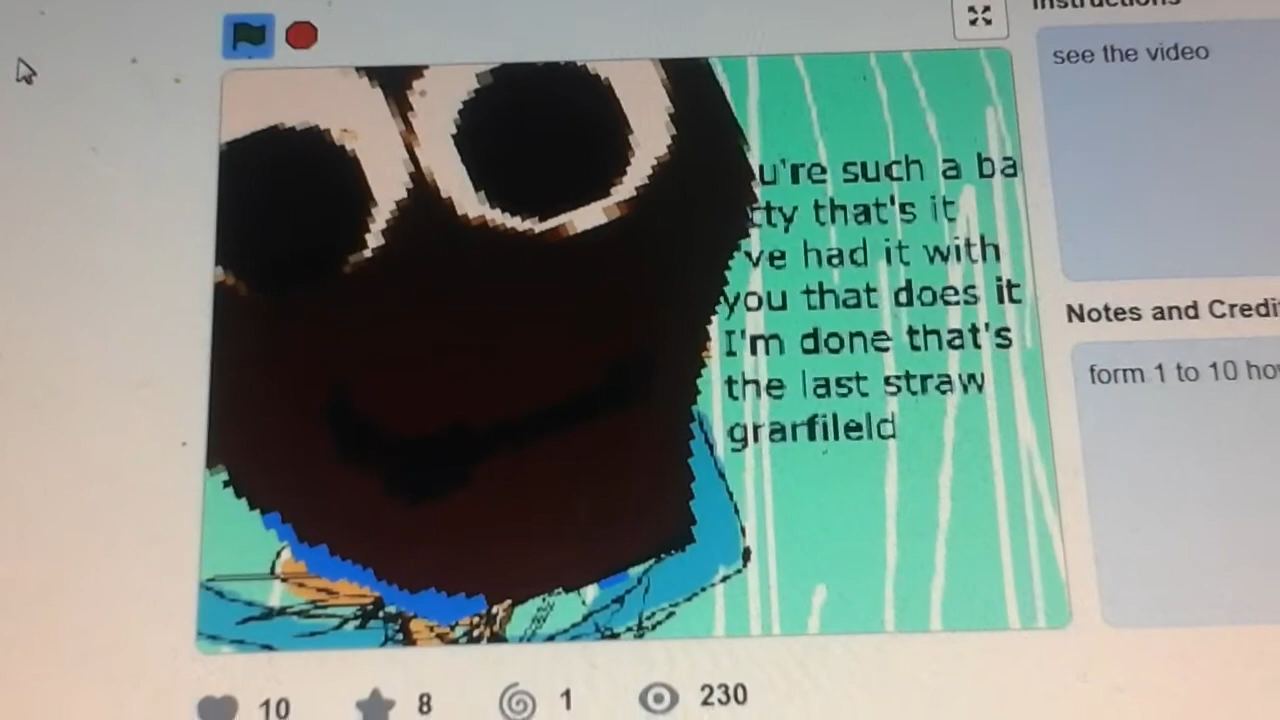 Instructions
see the video
u're such a ba
tty that's it
've had it with
you that does it
I'm done that's
the last straw
grarfileld
Notes and Credi
form 1 to 10 ho
10
8
1
230